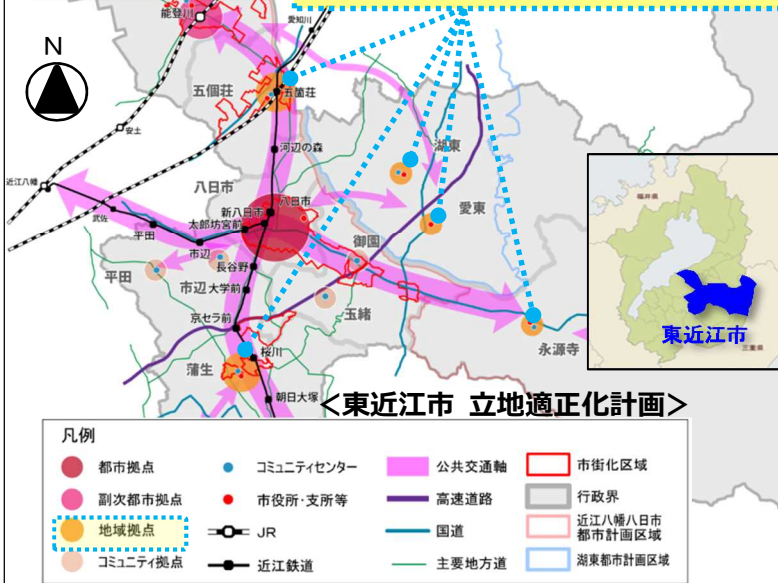 能登川
愛知川
N
五個荘
五箇荘
安土
河辺の森
湖東
近江八幡
八日市
新八日市
八日市
愛東
福井県
武佐
太郎坊宮前
平田
市辺
御園
長谷野
平田
市辺
大学前
玉緒
東近江市
京セラ前
永源寺
三重県
桜川
蒲生
朝日大塚
<東近江市 立地適正化計画>
凡例
都市拠点
コミュニティセンター
公共交通軸
市街化区域
副次都市拠点
市役所・支所等
高速道路
行政界
地域拠点
JR
国道
近江八幡八日市
都市計画区域
コミュニティ拠点
近江鉄道
主要地方道
湖東都市計画区域